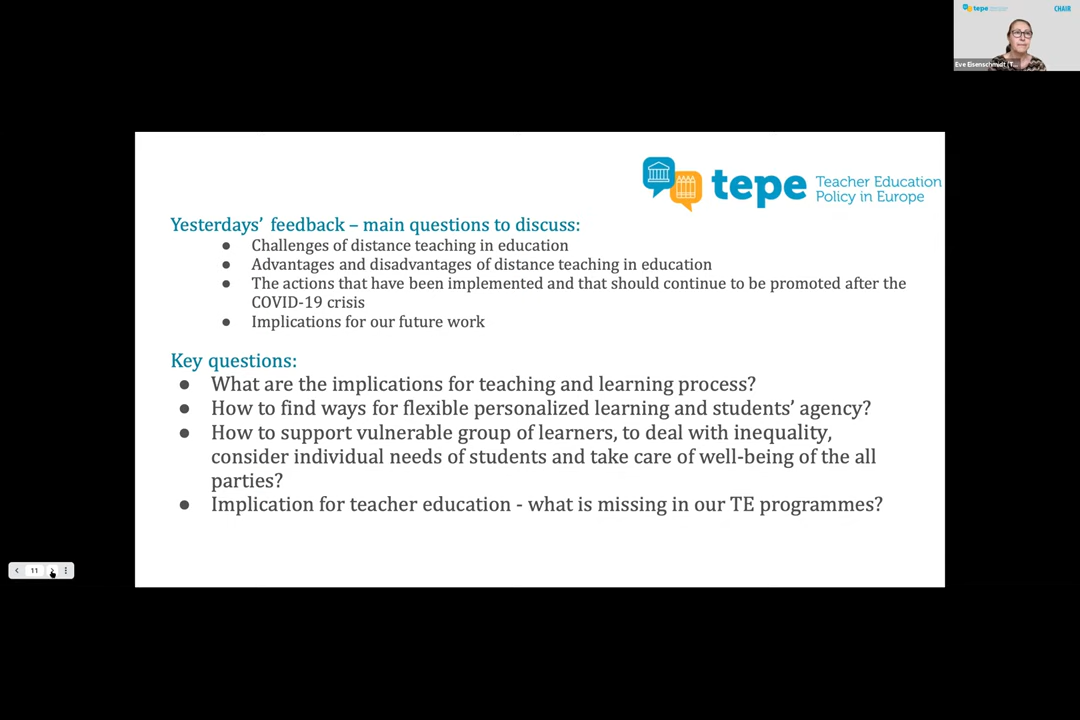 tepe
CHAIR
Eve Eisenschmidt (T...
tepe
Teacher Education
Policy in Europe
Yesterdays’ feedback – main questions to discuss:
● Challenges of distance teaching in education
● Advantages and disadvantages of distance teaching in education
● The actions that have been implemented and that should continue to be promoted after the
COVID-19 crisis
● Implications for our future work
Key questions:
● What are the implications for teaching and learning process?
● How to find ways for flexible personalized learning and students’ agency?
● How to support vulnerable group of learners, to deal with inequality,
consider individual needs of students and take care of well-being of the all
parties?
● Implication for teacher education - what is missing in our TE programmes?
11